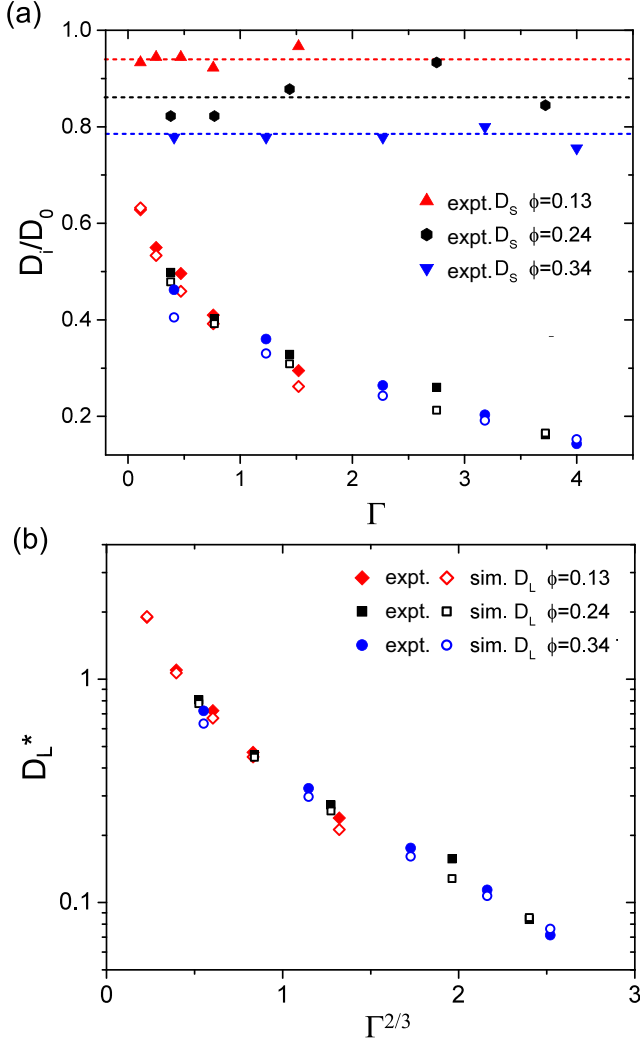 (a)
1.0
0.8
0.6
0.4
0.2
D_i/D_0
expt. D_S ϕ=0.13
expt. D_S ϕ=0.24
expt. D_S ϕ=0.34
0 1 2 3 4
Γ
(b)
1
0.1
D_L*
expt. sim. D_L ϕ=0.13
expt. sim. D_L ϕ=0.24
expt. sim. D_L ϕ=0.34
0 1 2 3
Γ^{2/3}